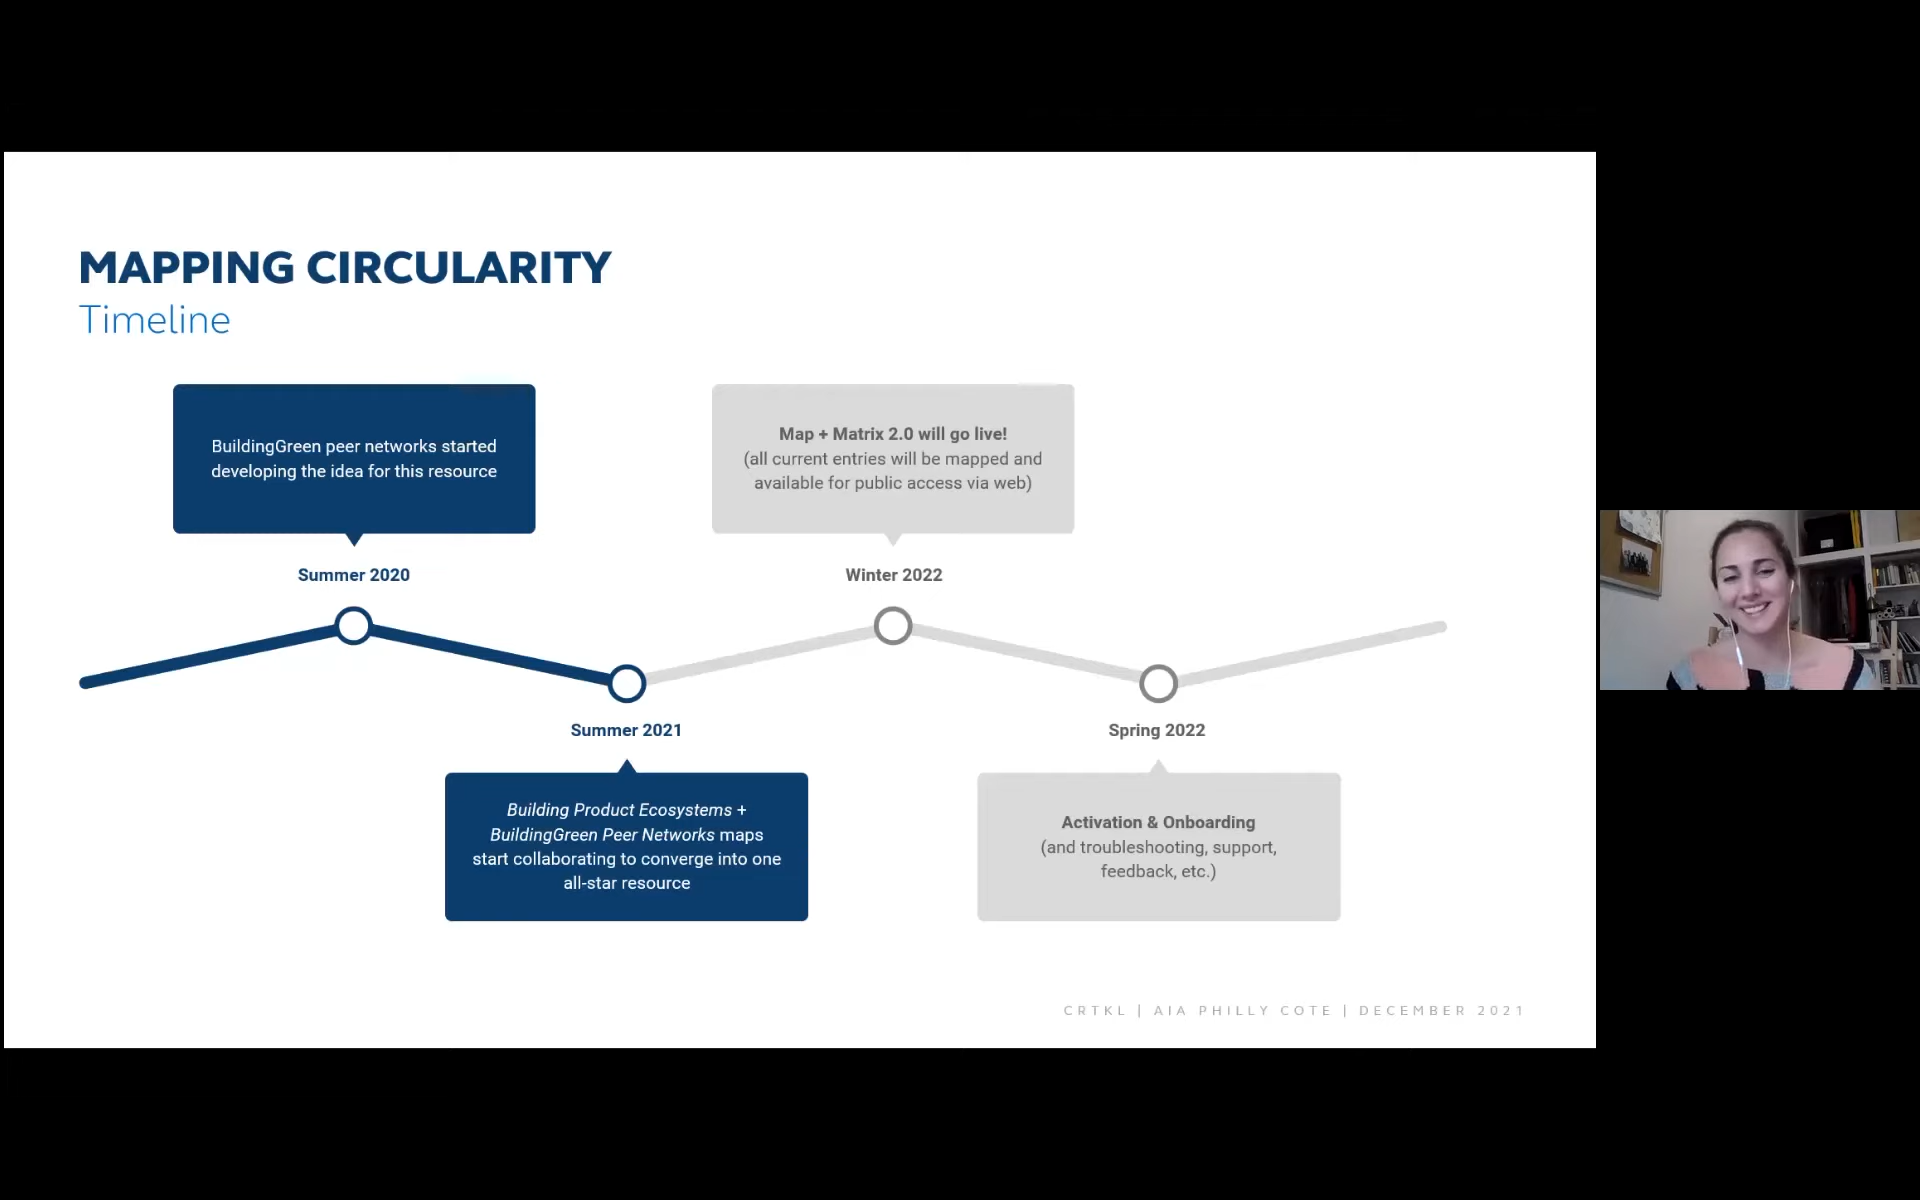 MAPPING CIRCULARITY
Timeline
BuildingGreen peer networks started
developing the idea for this resource
Summer 2020
Summer 2021
Building Product Ecosystems +
BuildingGreen Peer Networks maps
start collaborating to converge into one
all-star resource
Map + Matrix 2.0 will go live!
(all current entries will be mapped and
available for public access via web)
Winter 2022
Spring 2022
Activation & Onboarding
(and troubleshooting, support,
feedback, etc.)
CRTKL | AIA PHILLY COTE | DECEMBER 2021